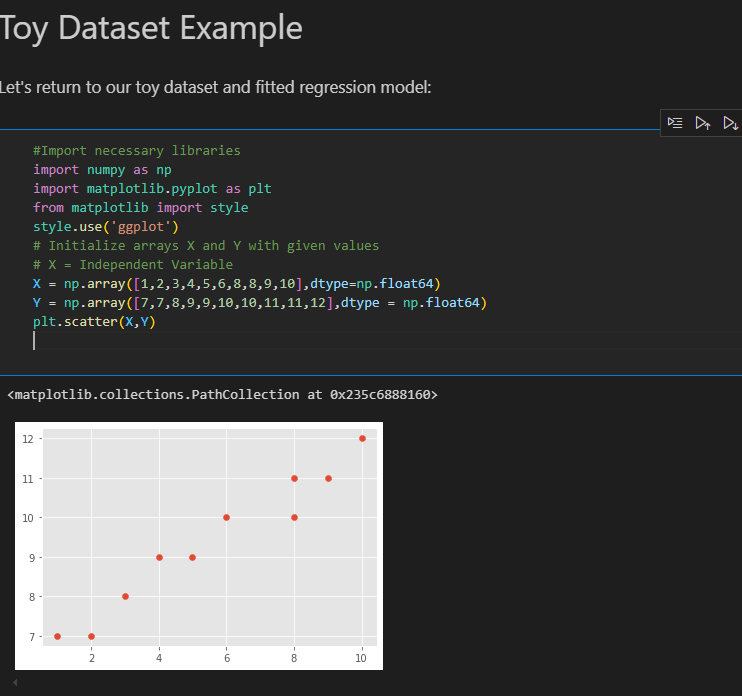 Toy Dataset Example
Let's return to our toy dataset and fitted regression model:
#Import necessary libraries
import numpy as np
import matplotlib.pyplot as plt
from matplotlib import style
style.use('ggplot')
# Initialize arrays X and Y with given values
# X = Independent Variable
X = np.array([1,2,3,4,5,6,8,8,9,10],dtype=np.float64)
Y = np.array([7,7,8,9,9,10,10,11,11,12],dtype = np.float64)
plt.scatter(X,Y)
<matplotlib.collections.PathCollection at 0x235c6888160>
12
11
10
9
8
7
2 4 6 8 10